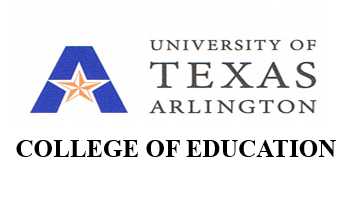 UNIVERSITY OF
TEXAS
ARLINGTON
COLLEGE OF EDUCATION